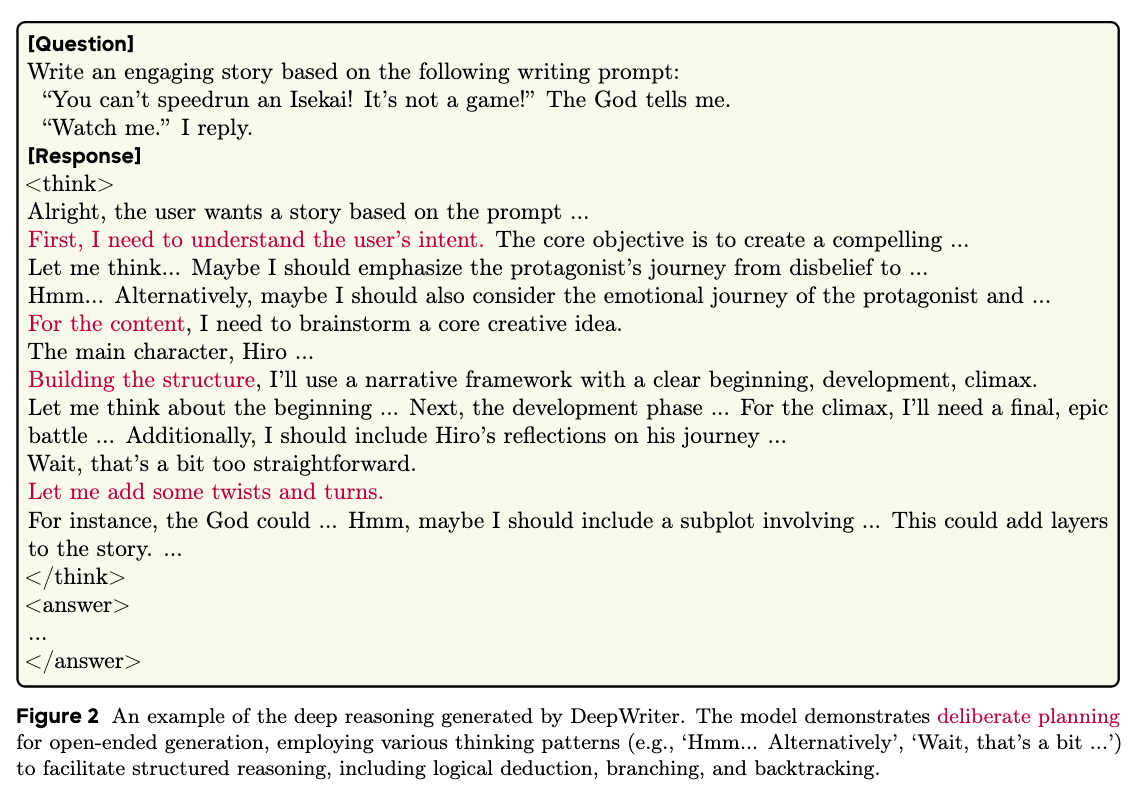 [Question]
Write an engaging story based on the following writing prompt:
“You can’t speedrun an Isekai! It’s not a game!” The God tells me.
“Watch me.” I reply.
[Response]
<think>
Alright, the user wants a story based on the prompt ...
First, I need to understand the user’s intent. The core objective is to create a compelling ...
Let me think... Maybe I should emphasize the protagonist’s journey from disbelief to ...
Hmm... Alternatively, maybe I should also consider the emotional journey of the protagonist and ...
For the content, I need to brainstorm a core creative idea.
The main character, Hiro ...
Building the structure, I’ll use a narrative framework with a clear beginning, development, climax.
Let me think about the beginning ... Next, the development phase ... For the climax, I’ll need a final, epic
battle ... Additionally, I should include Hiro’s reflections on his journey ...
Wait, that’s a bit too straightforward.
Let me add some twists and turns.
For instance, the God could ... Hmm, maybe I should include a subplot involving ... This could add layers
to the story. ...
</think>
<answer>
...
</answer>
Figure 2 An example of the deep reasoning generated by DeepWriter. The model demonstrates deliberate planning
for open-ended generation, employing various thinking patterns (e.g., ‘Hmm... Alternatively’, ‘Wait, that’s a bit ...’)
to facilitate structured reasoning, including logical deduction, branching, and backtracking.